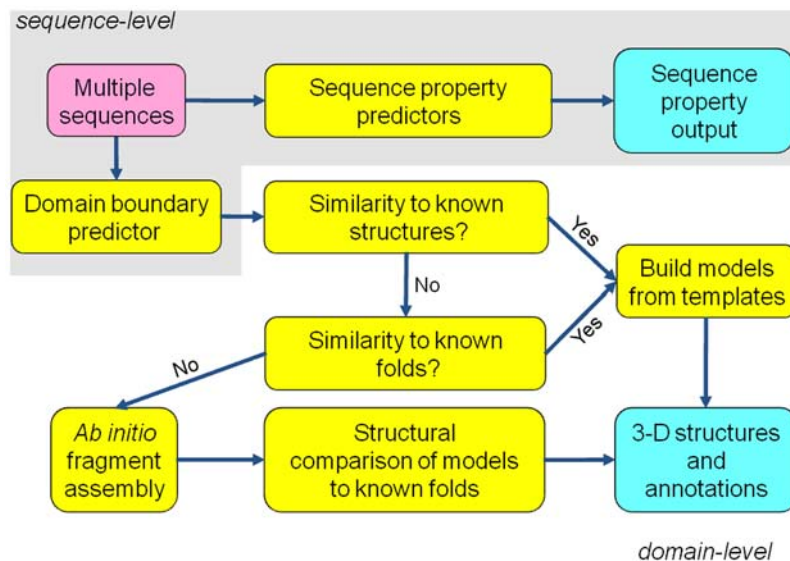 sequence-level
Multiple
sequences
Sequence property
predictors
Sequence
property
output
Domain boundary
predictor
Similarity to known
structures?
Yes
Build models
from templates
No
Yes
Similarity to known
folds?
No
Ab initio
fragment
assembly
Structural
comparison of models
to known folds
3-D structures
and
annotations
domain-level